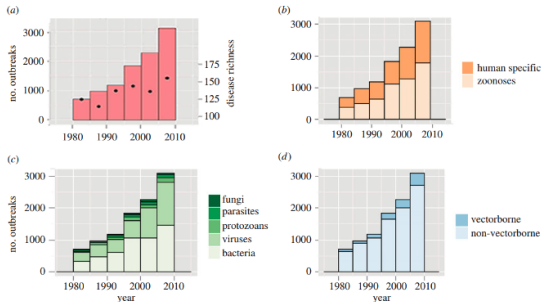 (a)
no. outbreaks
3000
2000
1000
0
175
150
125
100
disease richness
1980 1990 2000 2010
(b)
3000
2000
1000
0
human specific
zoonoses
1980 1990 2000 2010
(c)
no. outbreaks
3000
2000
1000
0
fungi
parasites
protozoans
viruses
bacteria
1980 1990 2000 2010
year
(d)
3000
2000
1000
0
vectorborne
non-vectorborne
1980 1990 2000 2010
year